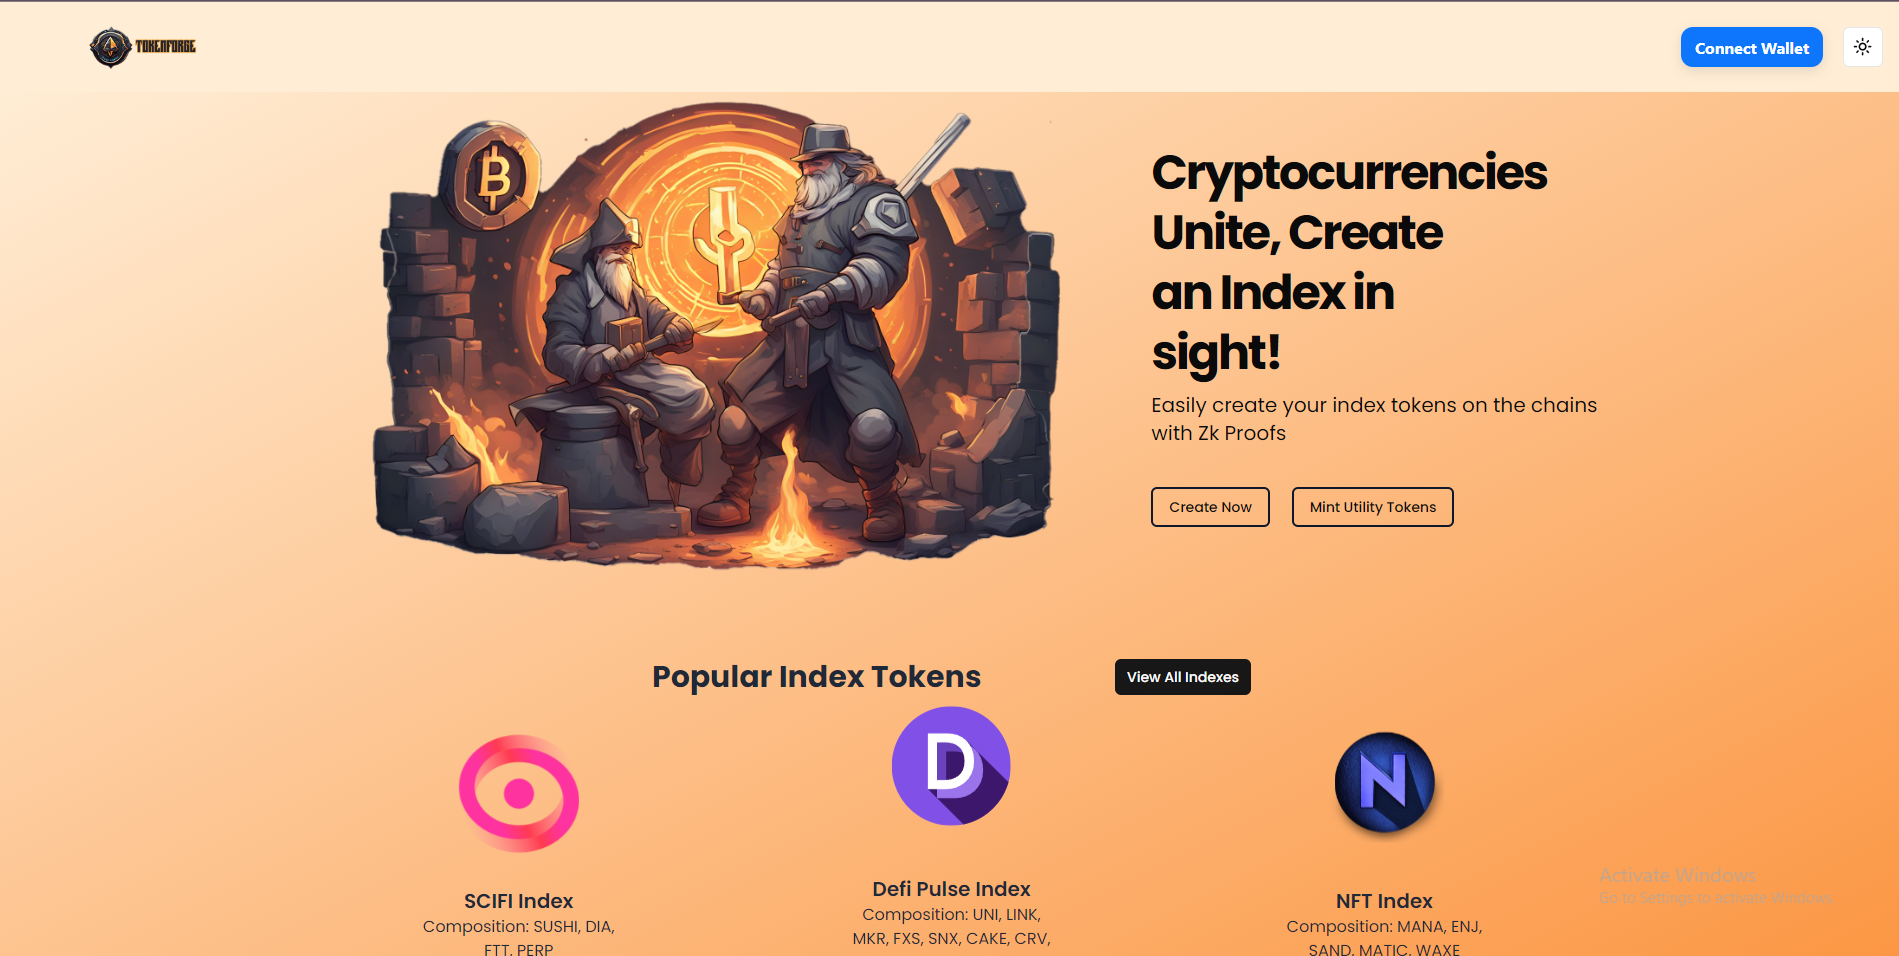 TOKENFORGE
Connect Wallet
Cryptocurrencies
Unite, Create
an Index in
sight!
Easily create your index tokens on the chains
with Zk Proofs
Create Now
Mint Utility Tokens
Popular Index Tokens
View All Indexes
SCIFI Index
Composition: SUSHI, DIA,
FTT, PERP
Defi Pulse Index
Composition: UNI, LINK,
MKR, FXS, SNX, CAKE, CRV,
NFT Index
Composition: MANA, ENJ,
SAND, MATIC, WAXE
Activate Windows
Go to Settings to activate Windows.